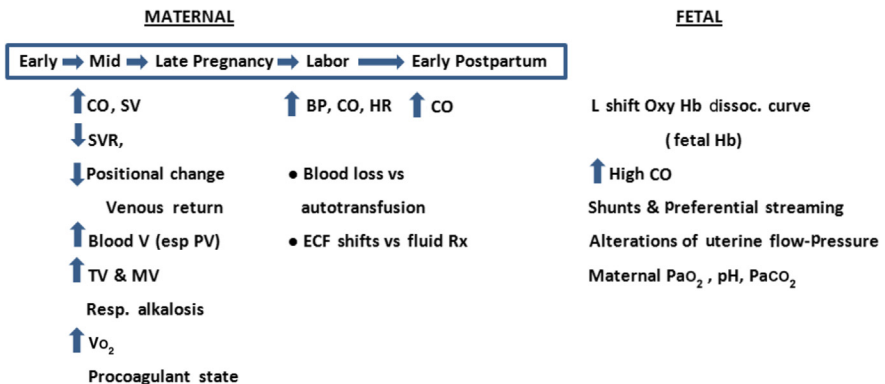 MATERNAL
FETAL
Early Mid Late Pregnancy Labor Early Postpartum
CO, SV
SVR,
Positional change
Venous return
Blood V (esp PV)
TV & MV
Resp. alkalosis
VO₂
Procoagulant state
BP, CO, HR
CO
● Blood loss vs
autotransfusion
● ECF shifts vs fluid Rx
L shift Oxy Hb dissoc. curve
(fetal Hb)
High CO
Shunts & preferential streaming
Alterations of uterine flow-pressure
Maternal PaO₂ , pH, PaCO₂